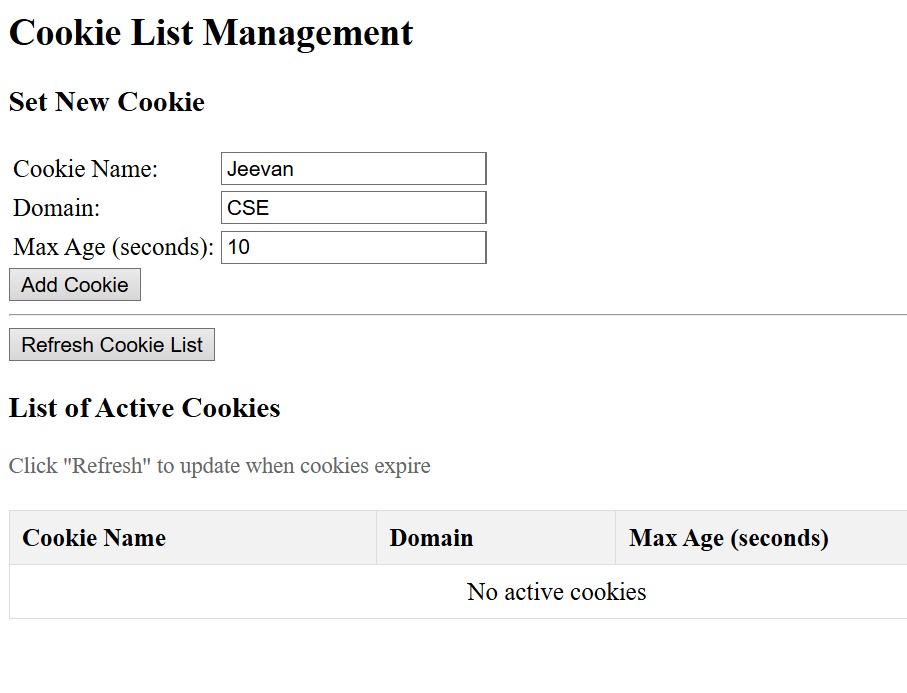 Cookie List Management
Set New Cookie
Cookie Name: Jeevan
Domain: CSE
Max Age (seconds): 10
Add Cookie
Refresh Cookie List
List of Active Cookies
Click "Refresh" to update when cookies expire
Cookie Name Domain Max Age (seconds)
No active cookies